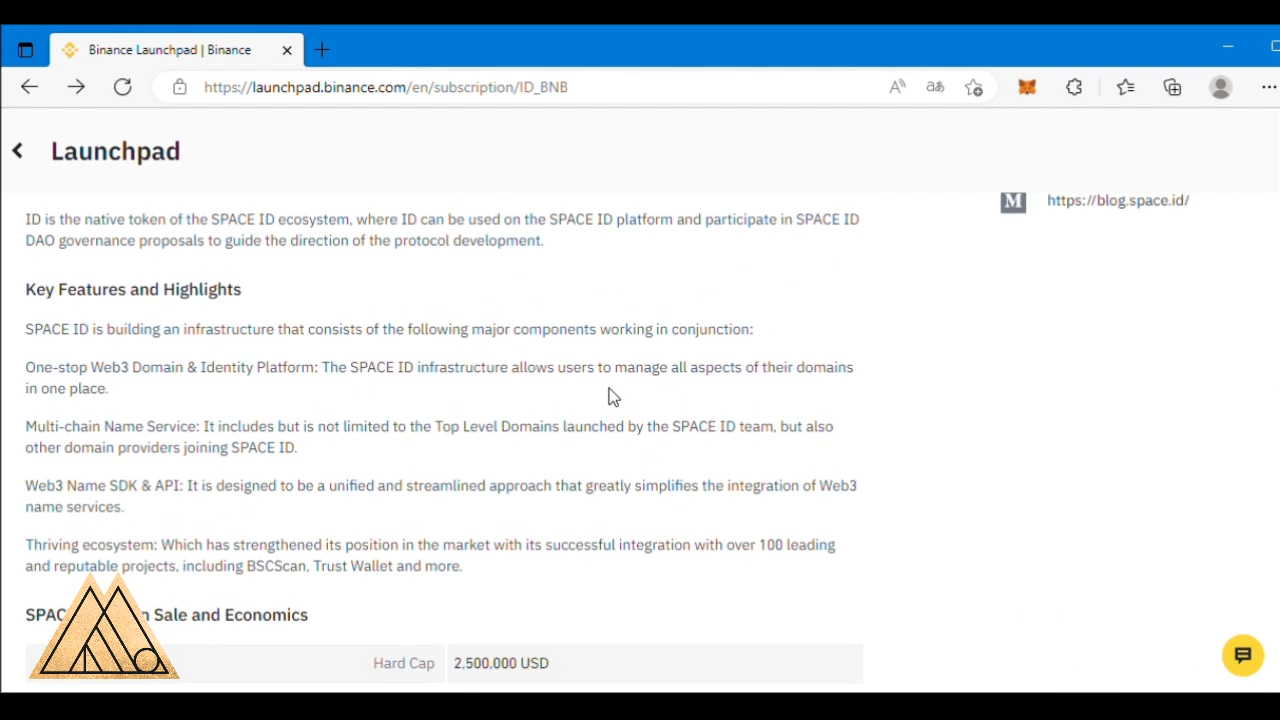 Binance Launchpad | Binance
https://launchpad.binance.com/en/subscription/ID_BNB
Launchpad
M https://blog.space.id/
ID is the native token of the SPACE ID ecosystem, where ID can be used on the SPACE ID platform and participate in SPACE ID
DAO governance proposals to guide the direction of the protocol development.
Key Features and Highlights
SPACE ID is building an infrastructure that consists of the following major components working in conjunction:
One-stop Web3 Domain & Identity Platform: The SPACE ID infrastructure allows users to manage all aspects of their domains
in one place.
Multi-chain Name Service: It includes but is not limited to the Top Level Domains launched by the SPACE ID team, but also
other domain providers joining SPACE ID.
Web3 Name SDK & API: It is designed to be a unified and streamlined approach that greatly simplifies the integration of Web3
name services.
Thriving ecosystem: Which has strengthened its position in the market with its successful integration with over 100 leading
and reputable projects, including BSCScan, Trust Wallet and more.
Sale and Economics
Hard Cap 2,500,000 USD